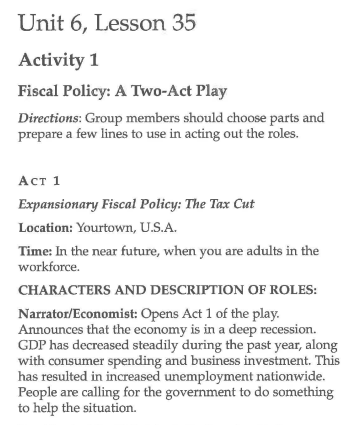 Unit 6, Lesson 35
Activity 1
Fiscal Policy: A Two-Act Play
Directions: Group members should choose parts and
prepare a few lines to use in acting out the roles.
ACT 1
Expansionary Fiscal Policy: The Tax Cut
Location: Yourtown, U.S.A.
Time: In the near future, when you are adults in the
workforce.
CHARACTERS AND DESCRIPTION OF ROLES:
Narrator/Economist: Opens Act 1 of the play.
Announces that the economy is in a deep recession.
GDP has decreased steadily during the past year, along
with consumer spending and business investment. This
has resulted in increased unemployment nationwide.
People are calling for the government to do something
to help the situation.